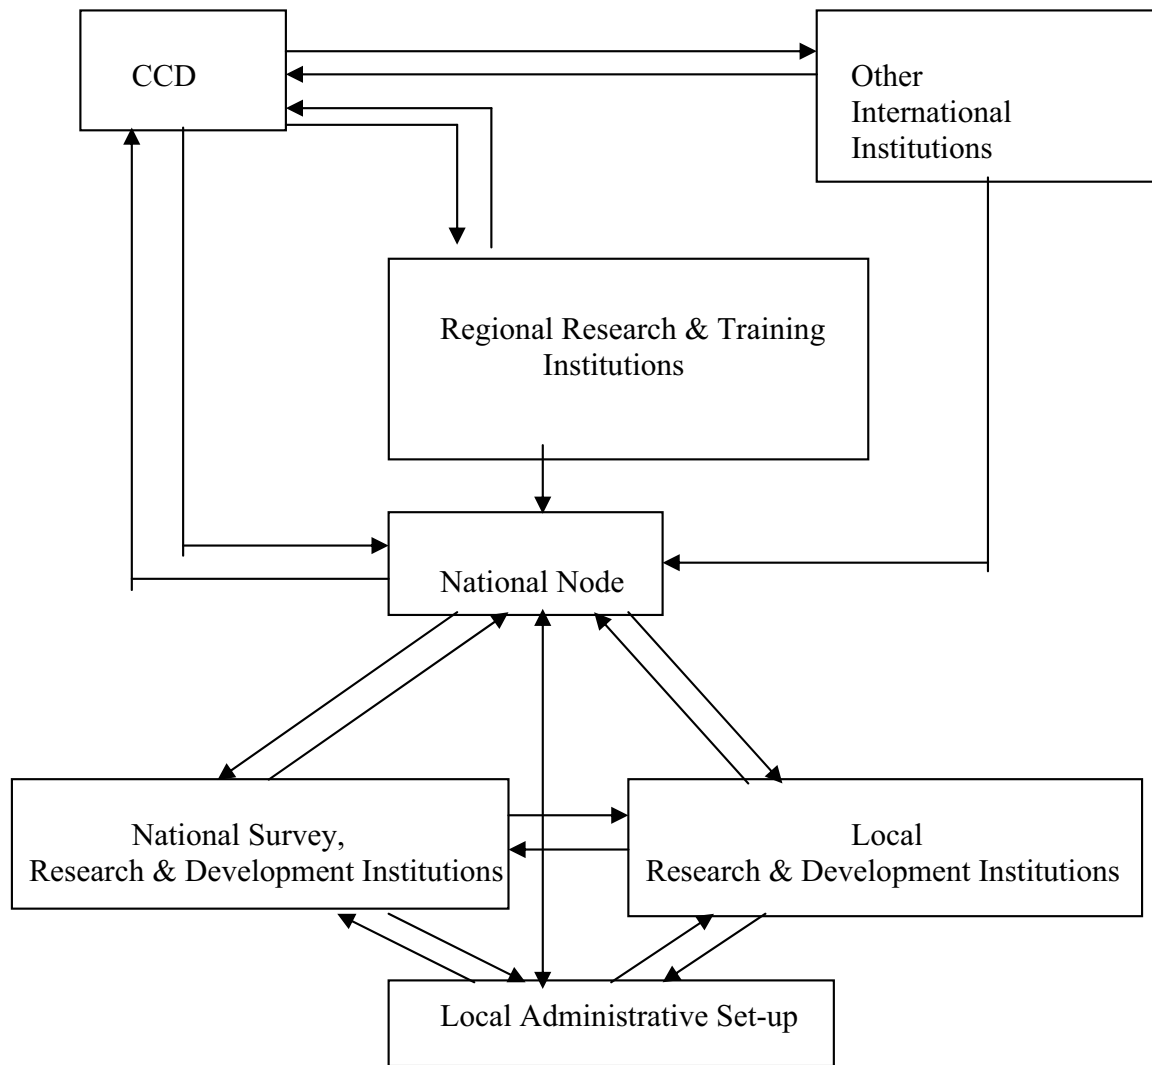 CCD
Other
International
Institutions
Regional Research & Training
Institutions
National Node
National Survey,
Research & Development Institutions
Local
Research & Development Institutions
Local Administrative Set-up